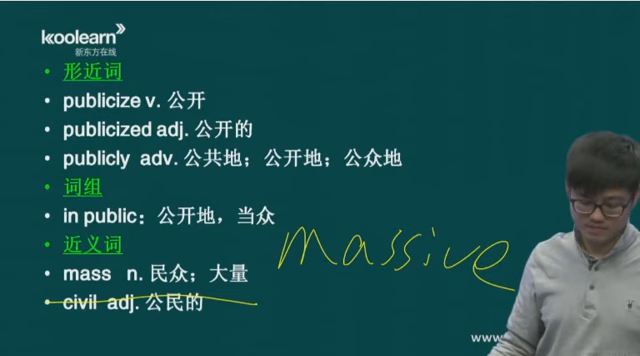 koolearn
新东方在线
• 形近词
• publicize v. 公开
• publicized adj. 公开的
• publicly adv. 公共地；公开地；公众地
• 词组
• in public：公开地，当众
• 近义词
• mass n. 民众；大量
massive
• civil adj. 公民的
www.